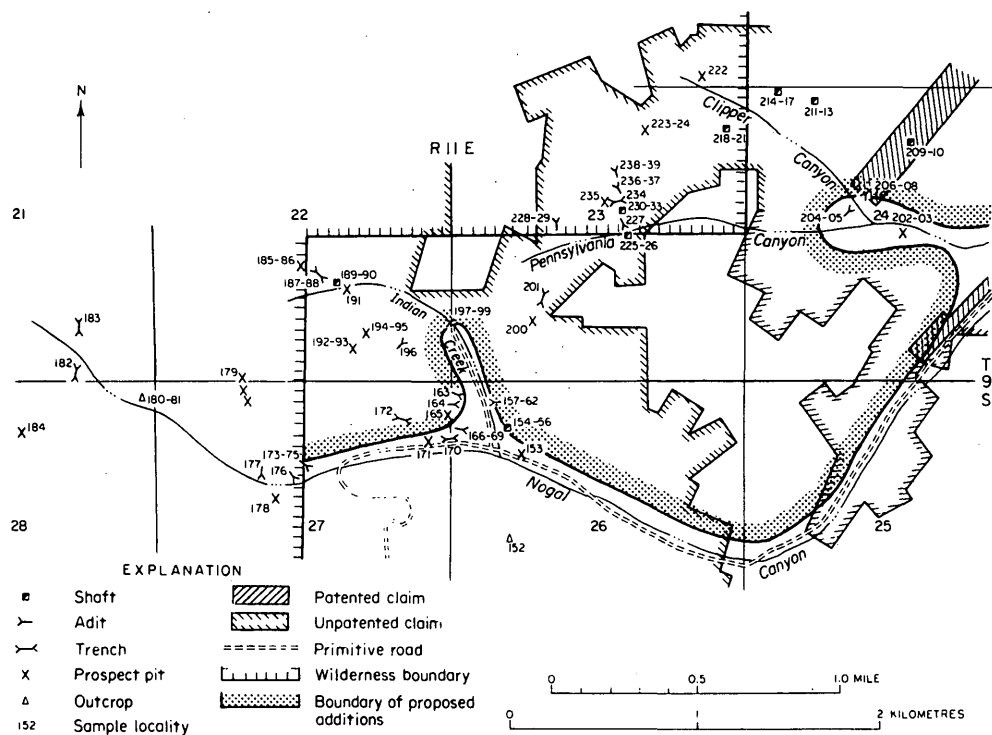 222
Clipper
214-17
211-13
N
223-24
218-21
R 11 E
209-10
Canyon
238-39
236-37
206-08
235
234
230-33
21
22
228-29
23
227
204-05
24
202-03
225-26
Pennsylvania
Canyon
185-86
189-90
187-88
191
201
Indian
197-99
183
194-95
200
192-93
196
Creek
182
179
T
9
S
180-81
163
164
157-62
165
172
184
154-56
166-69
173-75
171
170
153
177
176
178
Nogal
28
27
26
25
152
Canyon
EXPLANATION
Shaft
Patented claim
Adit
Unpatented claim
Trench
Primitive road
Prospect pit
Wilderness boundary
Outcrop
Boundary of proposed
additions
152 Sample locality
0 0.5 1.0 MILE
0 1 2 KILOMETRES